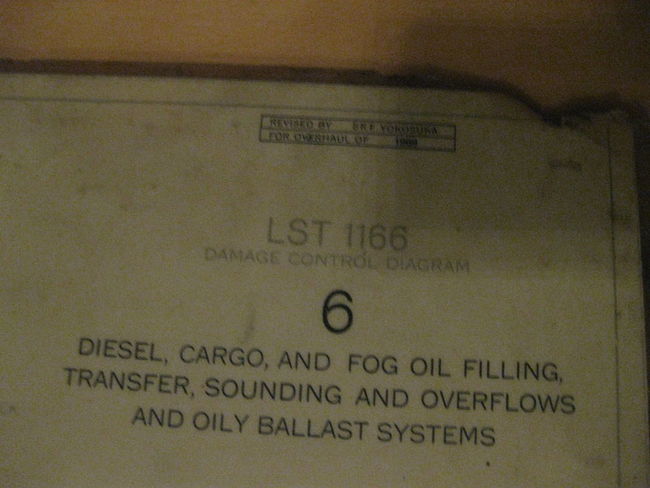 REVISED BY S.R.F. YOKOSUKA
FOR OVERHAUL OF
LST 1166
DAMAGE CONTROL DIAGRAM
6
DIESEL, CARGO, AND FOG OIL FILLING,
TRANSFER, SOUNDING AND OVERFLOWS
AND OILY BALLAST SYSTEMS